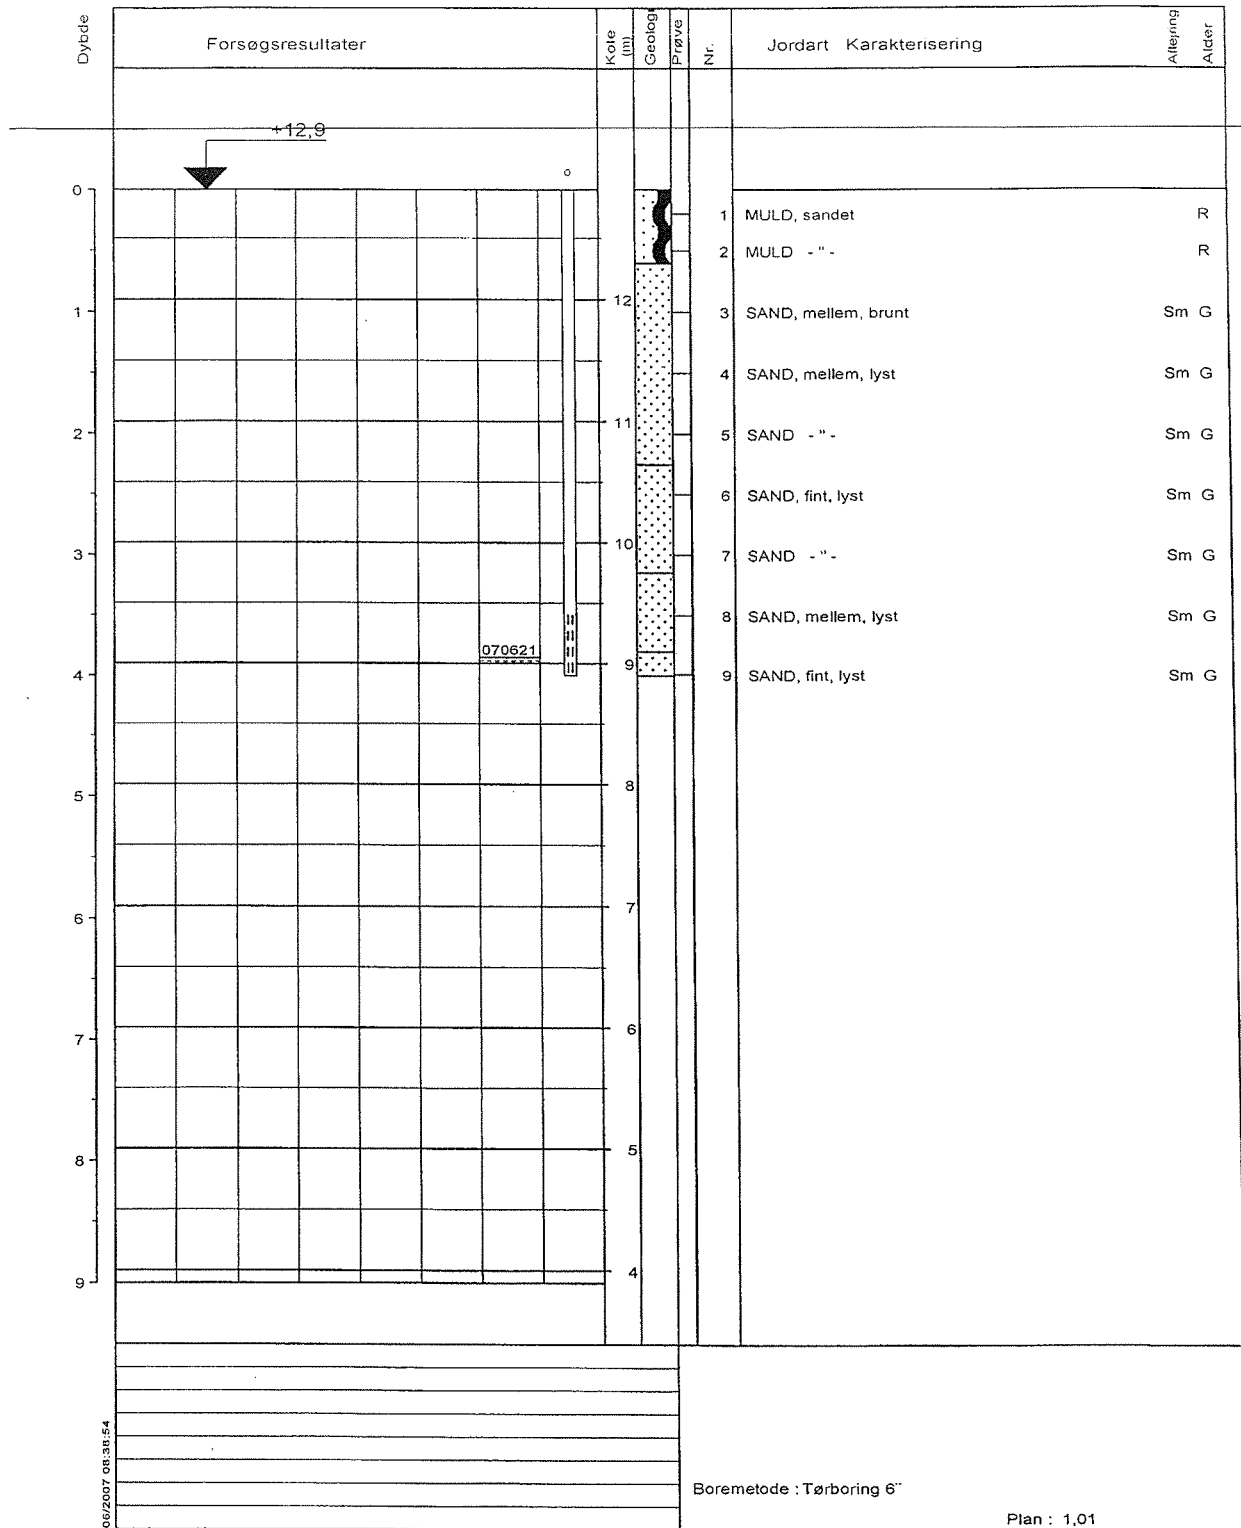 Dybde Forsøgsresultater Kote (m) Geologi Prøve Nr. Jordart Karakterisering Aflejring Alder
+12,9
0
1 MULD, sandet R
2 MULD - " - R
12
1 3 SAND, mellem, brunt Sm G
4 SAND, mellem, lyst Sm G
11
2 5 SAND - " - Sm G
6 SAND, fint, lyst Sm G
10
3 7 SAND - " - Sm G
8 SAND, mellem, lyst Sm G
070621
9
4 9 SAND, fint, lyst Sm G
8
5
7
6
6
7
5
8
4
9
06/2007 08:38:54
Boremetode : Tørboring 6"
Plan : 1,01